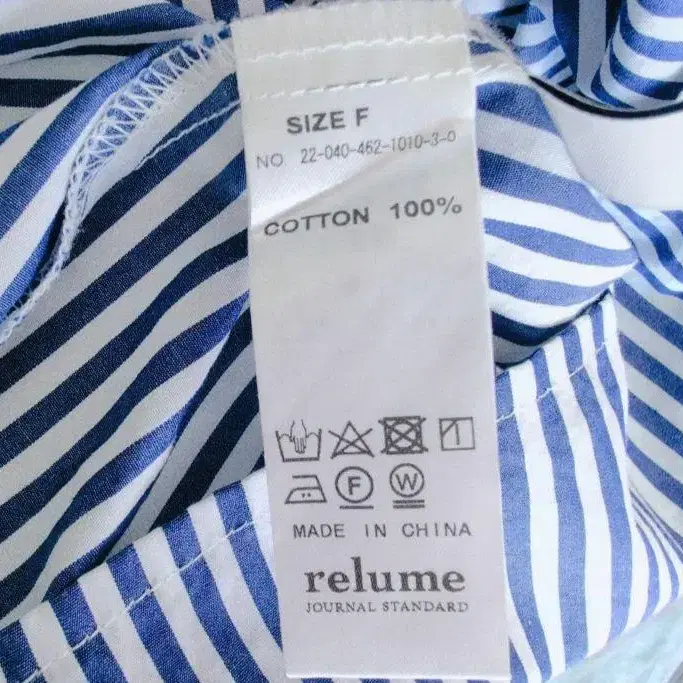 SIZE F
NO 22-040-462-1010-3-0
COTTON 100%
F W
MADE IN CHINA
relume
JOURNAL STANDARD